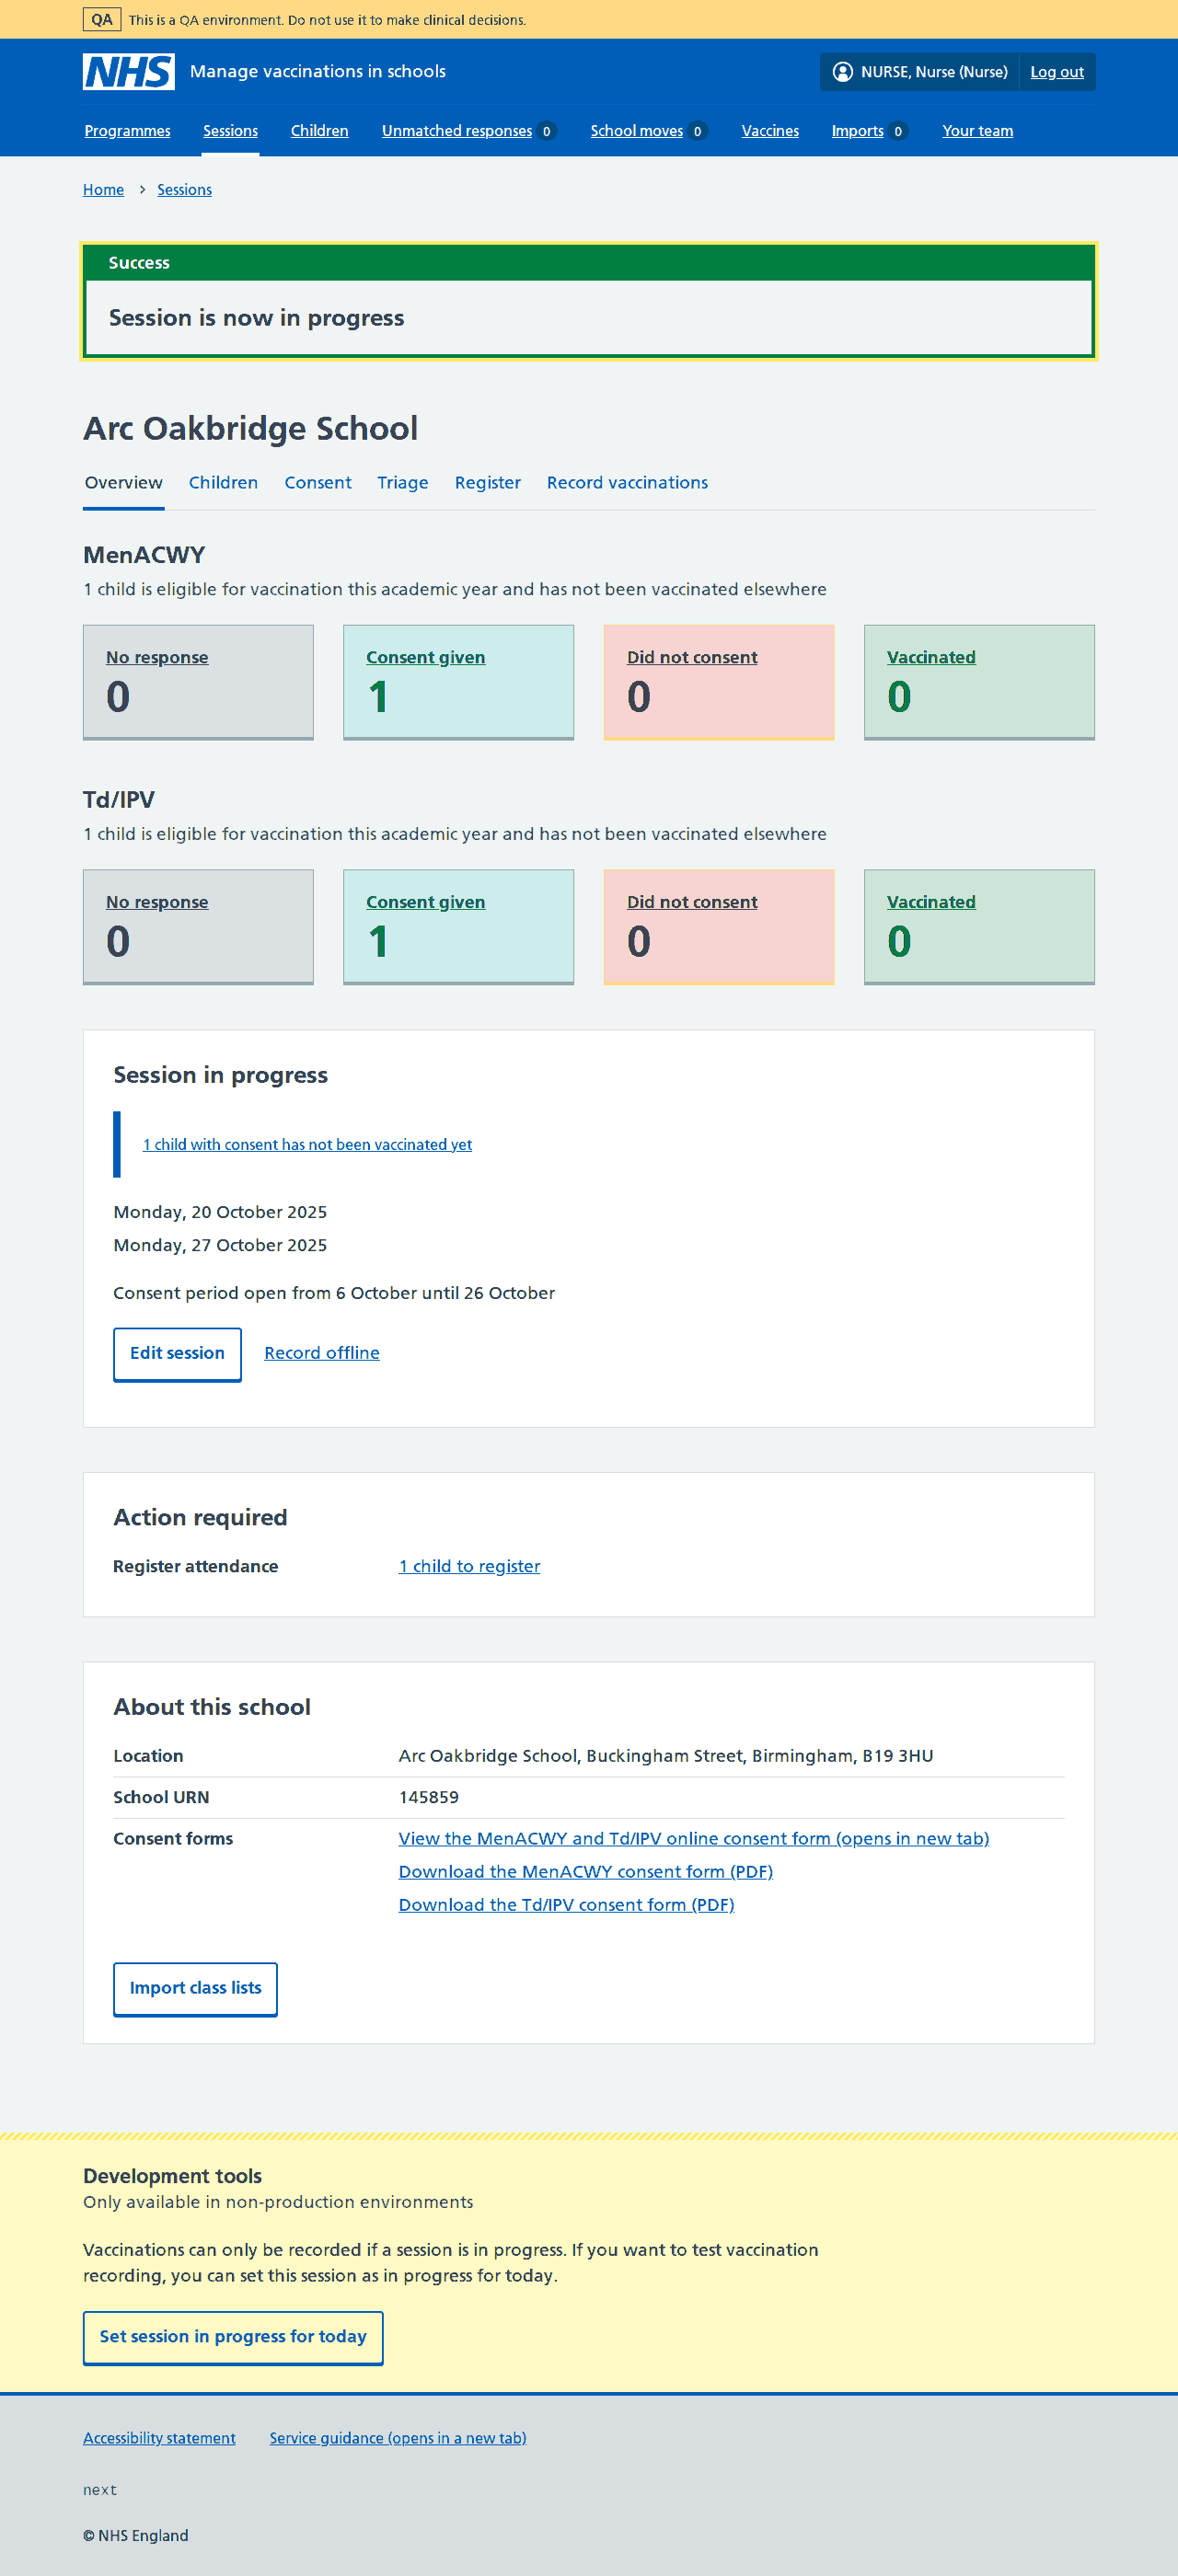 QA This is a QA environment. Do not use it to make clinical decisions.
NHS Manage vaccinations in schools NURSE, Nurse (Nurse) Log out
Programmes Sessions Children Unmatched responses 0 School moves 0 Vaccines Imports 0 Your team
Home › Sessions
Success
Session is now in progress
Arc Oakbridge School
Overview Children Consent Triage Register Record vaccinations
MenACWY
1 child is eligible for vaccination this academic year and has not been vaccinated elsewhere
No response Consent given Did not consent Vaccinated
0 1 0 0
Td/IPV
1 child is eligible for vaccination this academic year and has not been vaccinated elsewhere
No response Consent given Did not consent Vaccinated
0 1 0 0
Session in progress
1 child with consent has not been vaccinated yet
Monday, 20 October 2025
Monday, 27 October 2025
Consent period open from 6 October until 26 October
Edit session Record offline
Action required
Register attendance 1 child to register
About this school
Location Arc Oakbridge School, Buckingham Street, Birmingham, B19 3HU
School URN 145859
Consent forms View the MenACWY and Td/IPV online consent form (opens in new tab)
Download the MenACWY consent form (PDF)
Download the Td/IPV consent form (PDF)
Import class lists
Development tools
Only available in non-production environments
Vaccinations can only be recorded if a session is in progress. If you want to test vaccination
recording, you can set this session as in progress for today.
Set session in progress for today
Accessibility statement Service guidance (opens in a new tab)
next
© NHS England